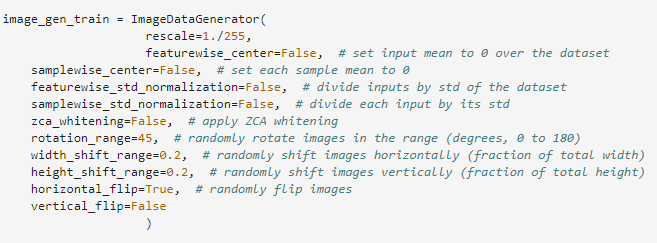 image_gen_train = ImageDataGenerator(
                    rescale=1./255,
                    featurewise_center=False,  # set input mean to 0 over the dataset
    samplewise_center=False,  # set each sample mean to 0
    featurewise_std_normalization=False,  # divide inputs by std of the dataset
    samplewise_std_normalization=False,  # divide each input by its std
    zca_whitening=False,  # apply ZCA whitening
    rotation_range=45,  # randomly rotate images in the range (degrees, 0 to 180)
    width_shift_range=0.2,  # randomly shift images horizontally (fraction of total width)
    height_shift_range=0.2,  # randomly shift images vertically (fraction of total height)
    horizontal_flip=True,  # randomly flip images
    vertical_flip=False
                    )